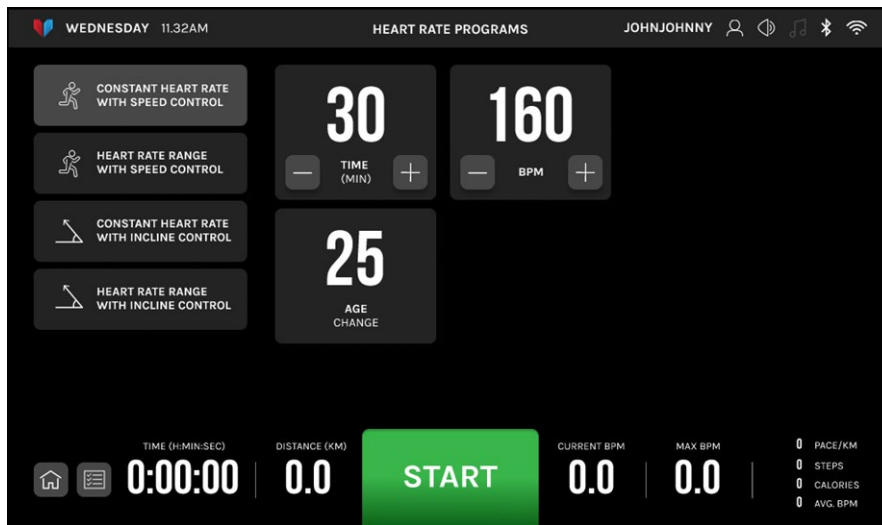 WEDNESDAY 11.32AM
HEART RATE PROGRAMS
JOHNJOHNNY
CONSTANT HEART RATE
WITH SPEED CONTROL
HEART RATE RANGE
WITH SPEED CONTROL
CONSTANT HEART RATE
WITH INCLINE CONTROL
HEART RATE RANGE
WITH INCLINE CONTROL
30
TIME
(MIN)
160
BPM
25
AGE
CHANGE
TIME (H:MIN:SEC)
0:00:00
DISTANCE (KM)
0.0
START
CURRENT BPM
0.0
MAX BPM
0.0
0 PACE/KM
0 STEPS
0 CALORIES
0 AVG. BPM